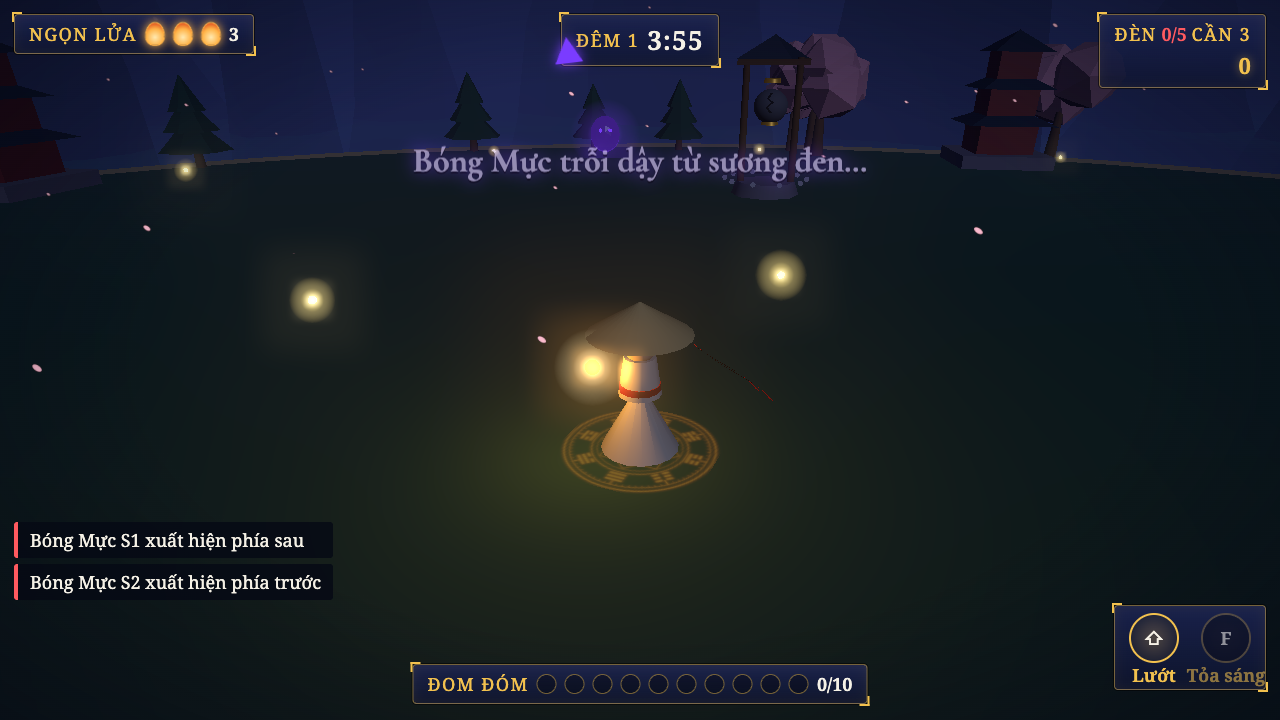 NGỌN LỬA 3
ĐÊM 1 3:55
ĐÈN 0/5 CẦN 3
0
Bóng Mực trỗi dậy từ sương đen...
Bóng Mực S1 xuất hiện phía sau
Bóng Mực S2 xuất hiện phía trước
F
Lướt Tỏa sáng
ĐOM ĐÓM 0/10